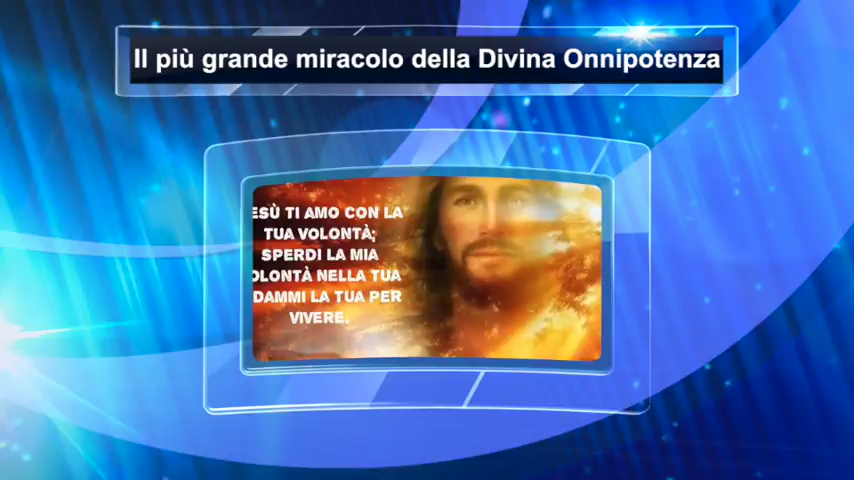 Il più grande miracolo della Divina Onnipotenza
ESÙ TI AMO CON LA
TUA VOLONTÀ;
SPERDI LA MIA
OLONTÀ NELLA TUA
DAMMI LA TUA PER
VIVERE.